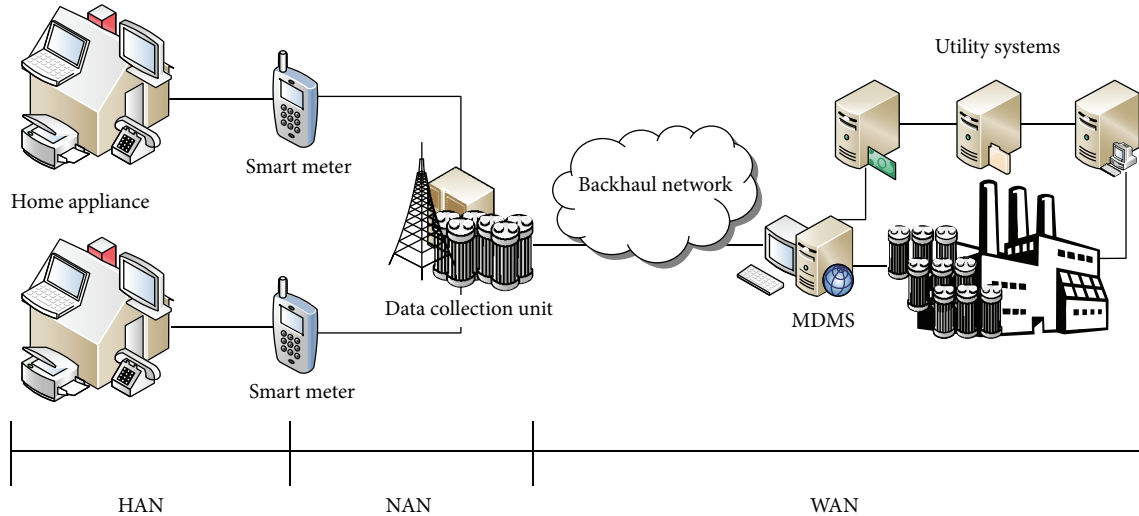 Utility systems
Smart meter
Backhaul network
Home appliance
Data collection unit
MDMS
Smart meter
HAN
NAN
WAN